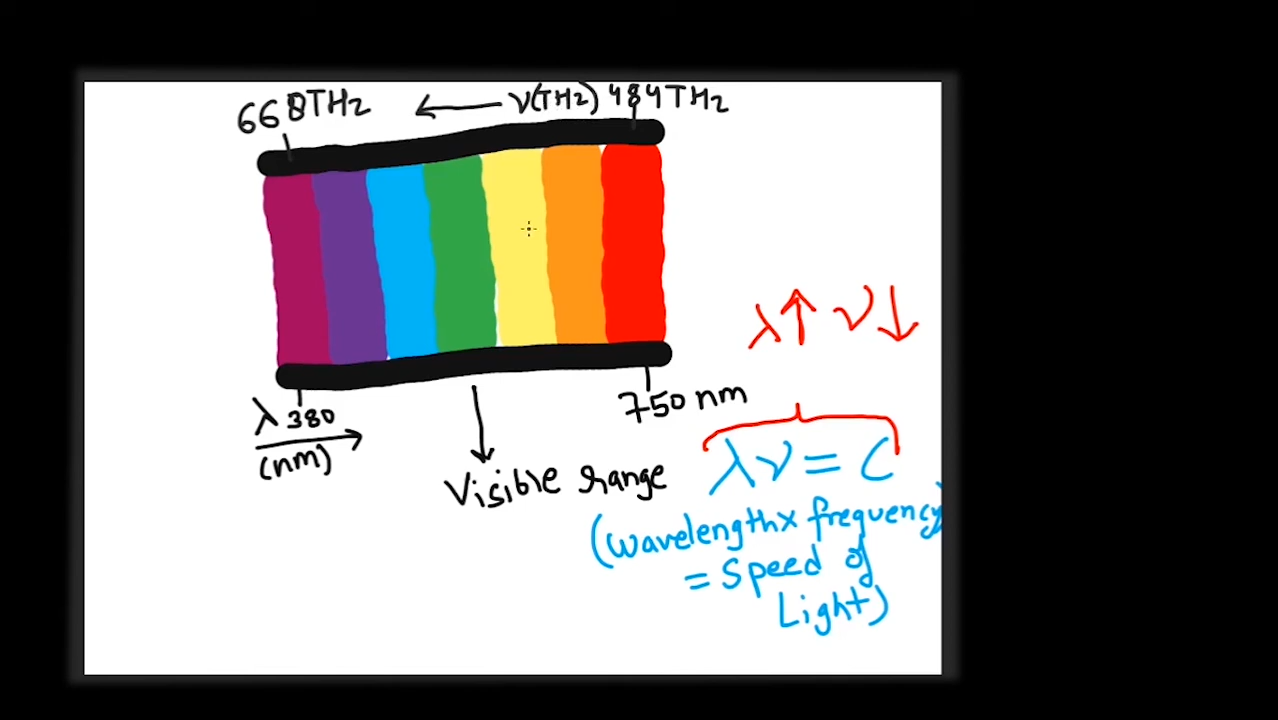 668THz ← ν(THz) 484THz
λ↑ ν↓
λ 380
(nm)
750 nm
Visible range
λν = C
(wavelength x frequency)
= Speed of
Light)